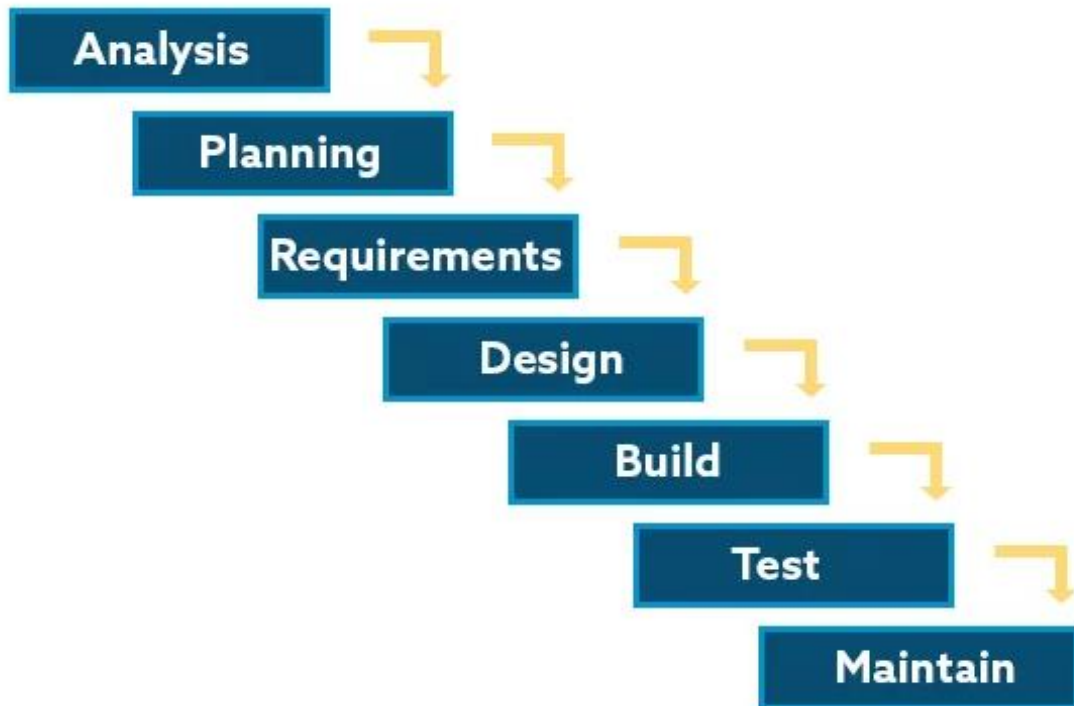 Analysis
Planning
Requirements
Design
Build
Test
Maintain